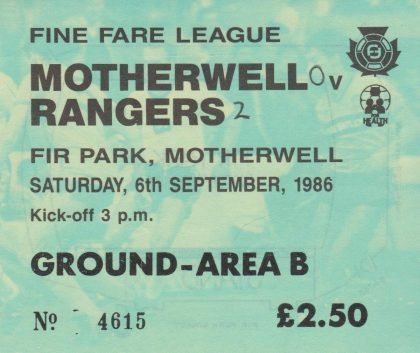 FINE FARE LEAGUE
MOTHERWELL 0 v
RANGERS 2
FIR PARK, MOTHERWELL
SATURDAY, 6th SEPTEMBER, 1986
Kick-off 3 p.m.
FOR
HEALTH
GROUND-AREA B
No 4615
£2.50